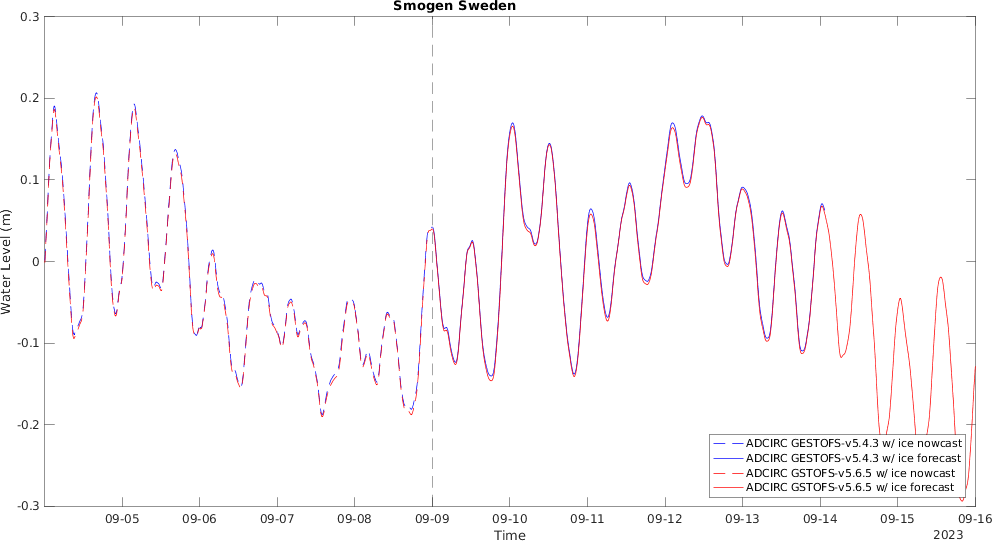 Smogen Sweden
0.3
0.2
0.1
0
-0.1
-0.2
-0.3
Water Level (m)
ADCIRC GESTOFS-v5.4.3 w/ ice nowcast
ADCIRC GESTOFS-v5.4.3 w/ ice forecast
ADCIRC GSTOFS-v5.6.5 w/ ice nowcast
ADCIRC GSTOFS-v5.6.5 w/ ice forecast
09-05 09-06 09-07 09-08 09-09 09-10 09-11 09-12 09-13 09-14 09-15 09-16
Time
2023